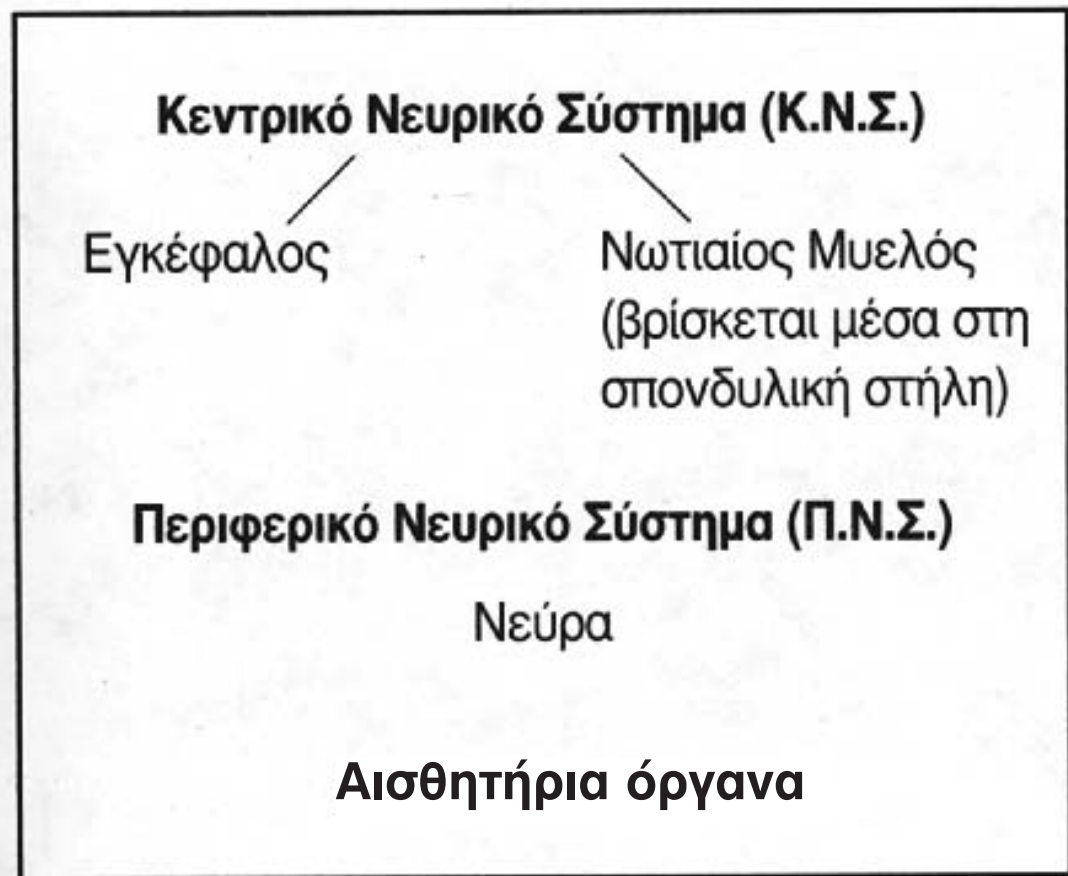 Κεντρικό Νευρικό Σύστημα (Κ.Ν.Σ.)
Εγκέφαλος
Νωτιαίος Μυελός
(βρίσκεται μέσα στη
σπονδυλική στήλη)
Περιφερικό Νευρικό Σύστημα (Π.Ν.Σ.)
Νεύρα
Αισθητήρια όργανα